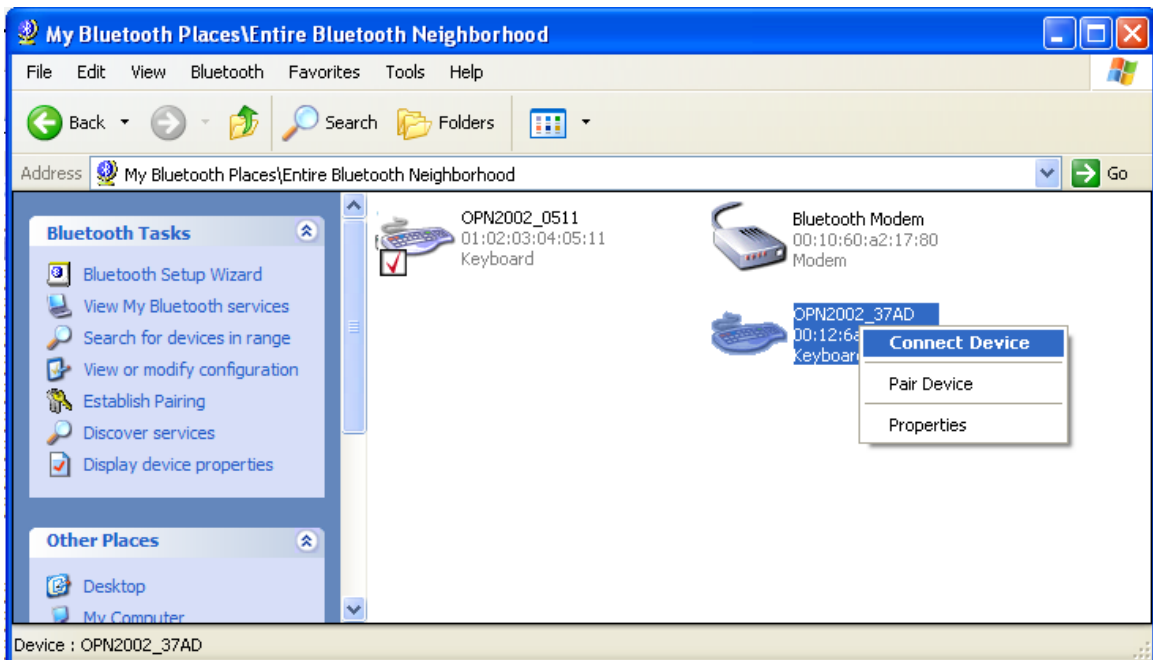 My Bluetooth Places\Entire Bluetooth Neighborhood
File Edit View Bluetooth Favorites Tools Help
Back Search Folders
Address My Bluetooth Places\Entire Bluetooth Neighborhood Go
Bluetooth Tasks
Bluetooth Setup Wizard
View My Bluetooth services
Search for devices in range
View or modify configuration
Establish Pairing
Discover services
Display device properties
Other Places
Desktop
My Computer
OPN2002_0511
01:02:03:04:05:11
Keyboard
Bluetooth Modem
00:10:60:a2:17:80
Modem
OPN2002_37AD
00:12:6a
Keyboard
Connect Device
Pair Device
Properties
Device : OPN2002_37AD